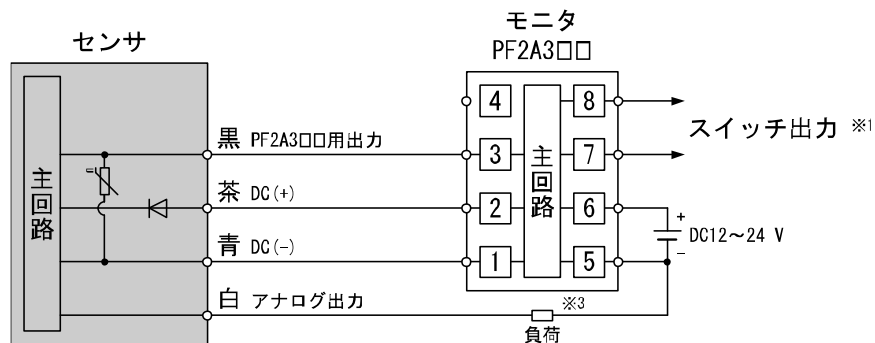 センサ
モニタ
PF2A3□□
主回路
黒 PF2A3□□用出力
茶 DC(+)
青 DC(-)
白 アナログ出力
4
3
2
1
主回路
8
7
6
5
スイッチ出力 ※1
+
DC12～24 V
-
※3
負荷